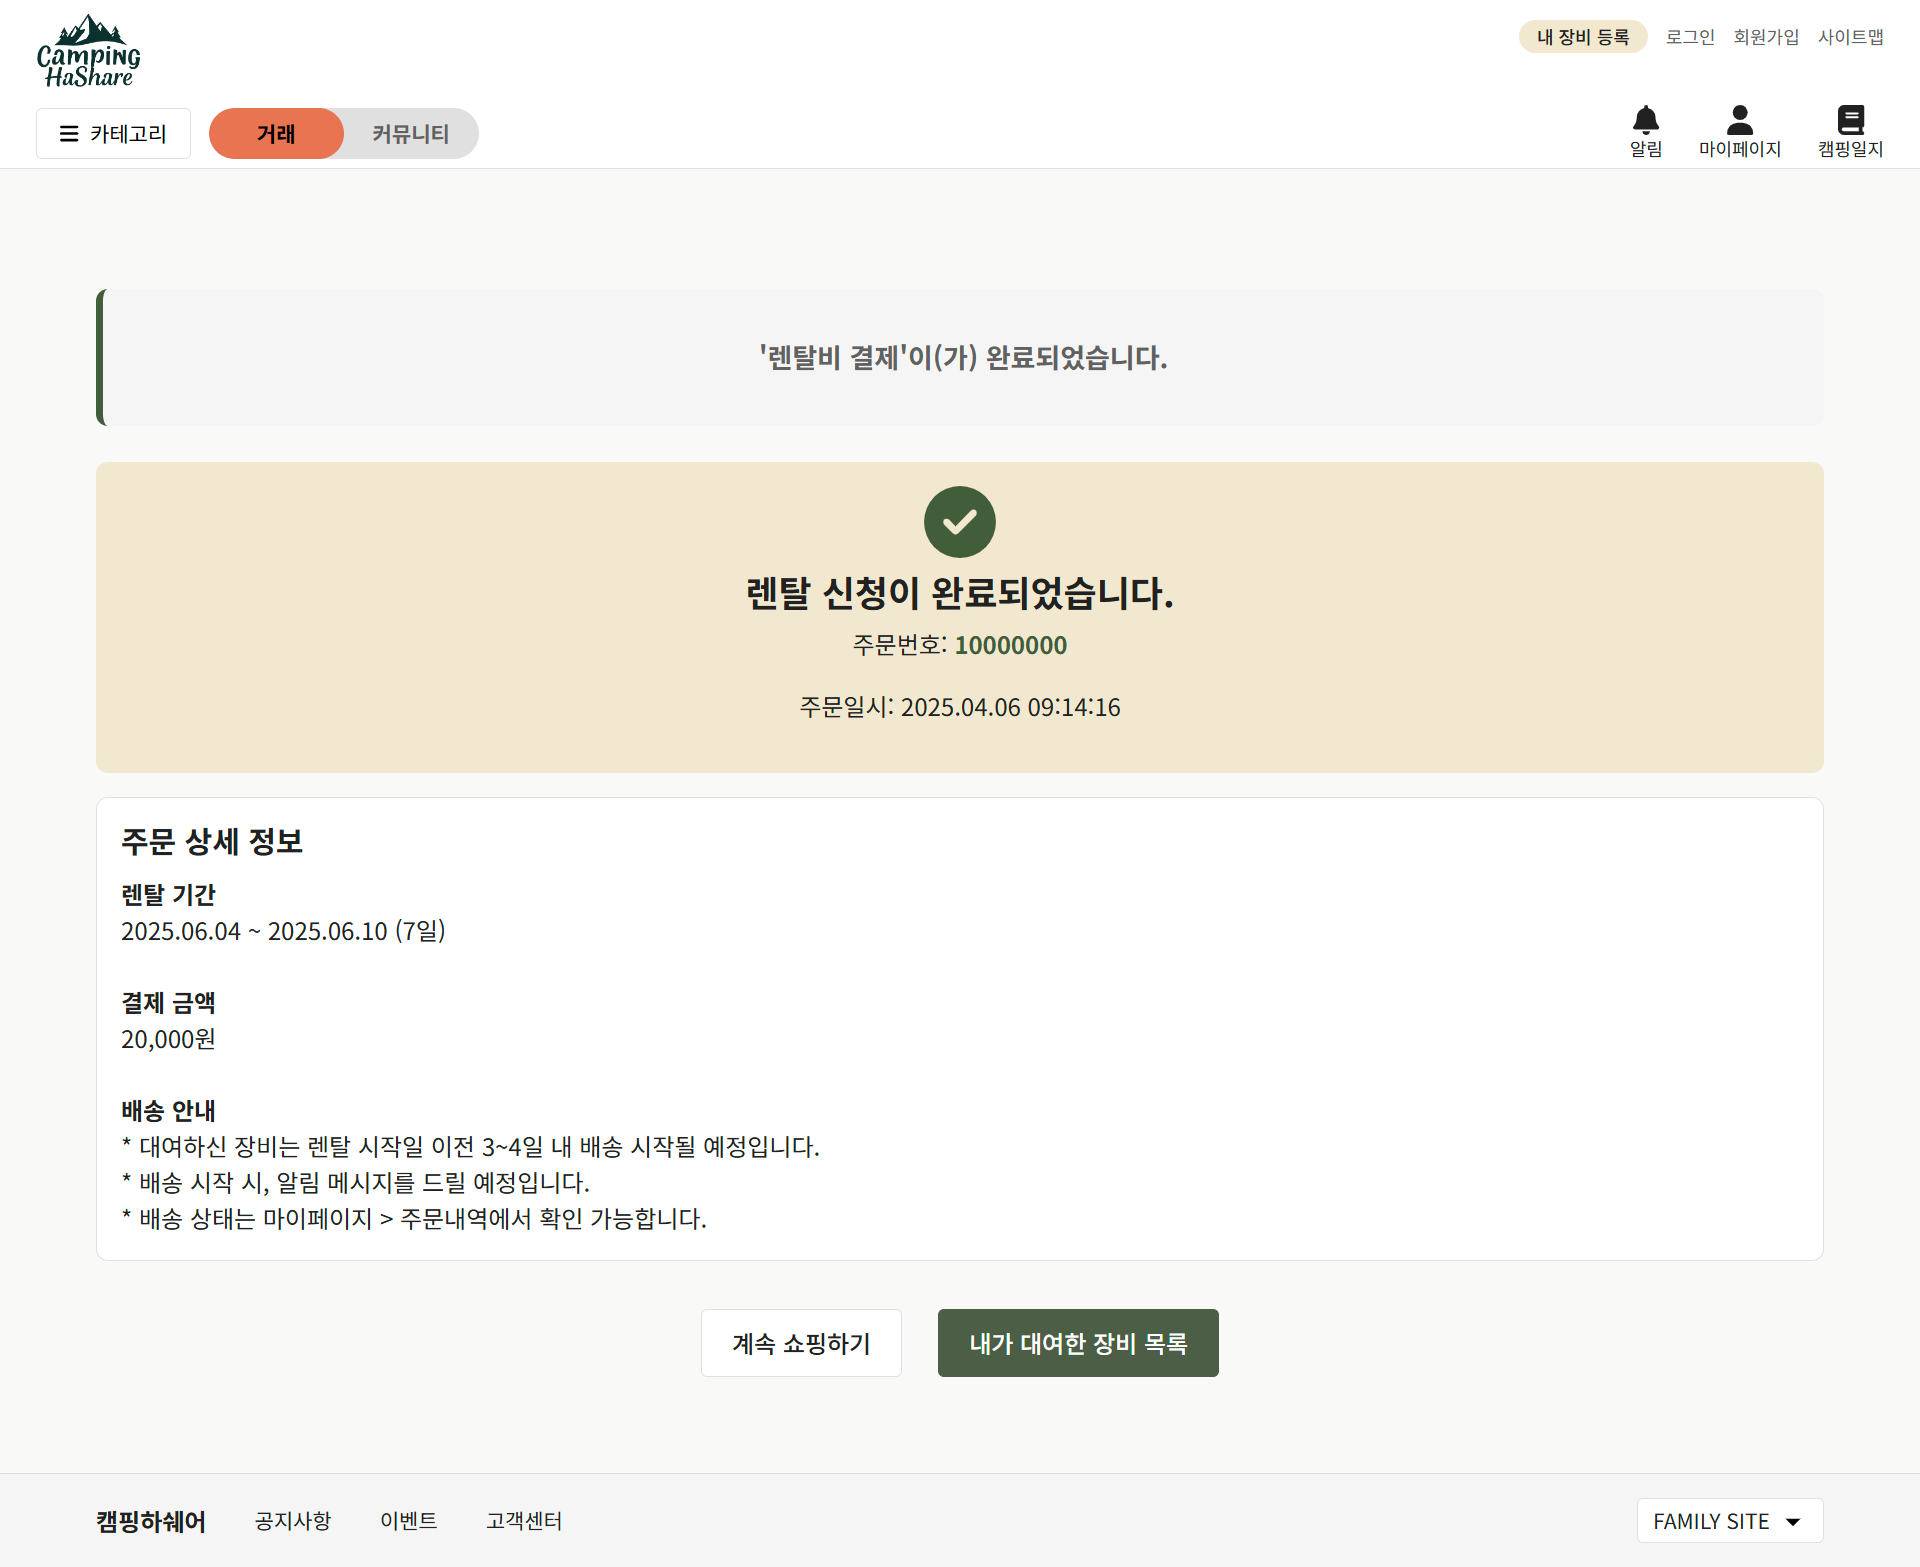 Camping
HaShare
내 장비 등록
로그인
회원가입
사이트맵
카테고리
거래
커뮤니티
알림
마이페이지
캠핑일지
'렌탈비 결제'이(가) 완료되었습니다.
렌탈 신청이 완료되었습니다.
주문번호: 10000000
주문일시: 2025.04.06 09:14:16
주문 상세 정보
렌탈 기간
2025.06.04 ~ 2025.06.10 (7일)
결제 금액
20,000원
배송 안내
* 대여하신 장비는 렌탈 시작일 이전 3~4일 내 배송 시작될 예정입니다.
* 배송 시작 시, 알림 메시지를 드릴 예정입니다.
* 배송 상태는 마이페이지 > 주문내역에서 확인 가능합니다.
계속 쇼핑하기
내가 대여한 장비 목록
캠핑하쉐어
공지사항
이벤트
고객센터
FAMILY SITE